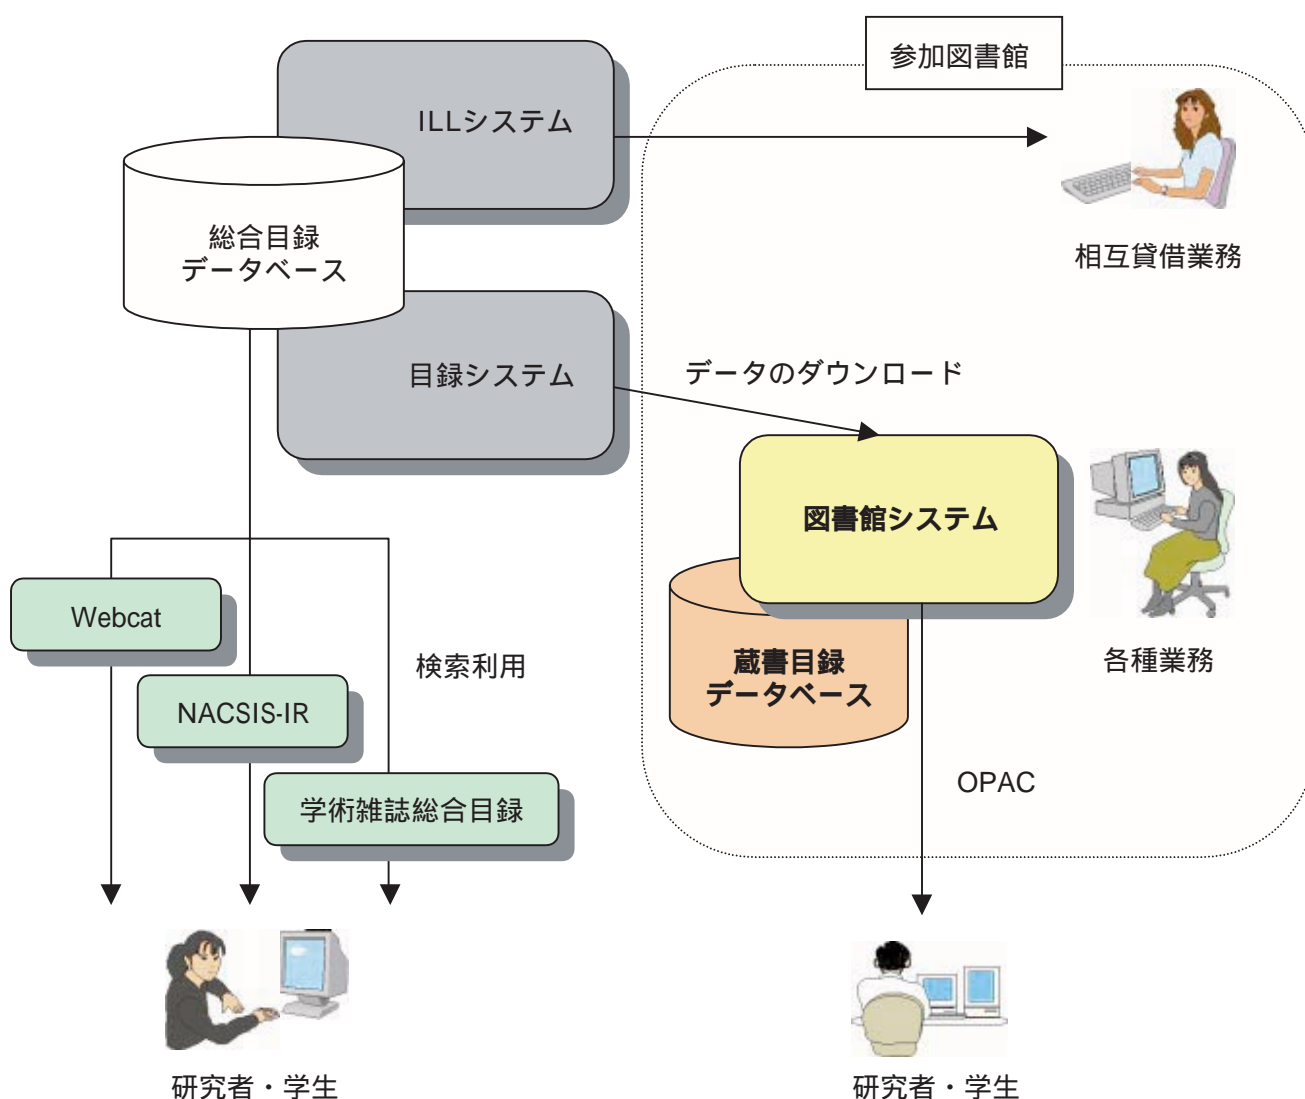 参加図書館
ILLシステム
総合目録
データベース
相互貸借業務
目録システム
データのダウンロード
図書館システム
Webcat
検索利用
蔵書目録
データベース
各種業務
NACSIS-IR
OPAC
学術雑誌総合目録
研究者・学生
研究者・学生